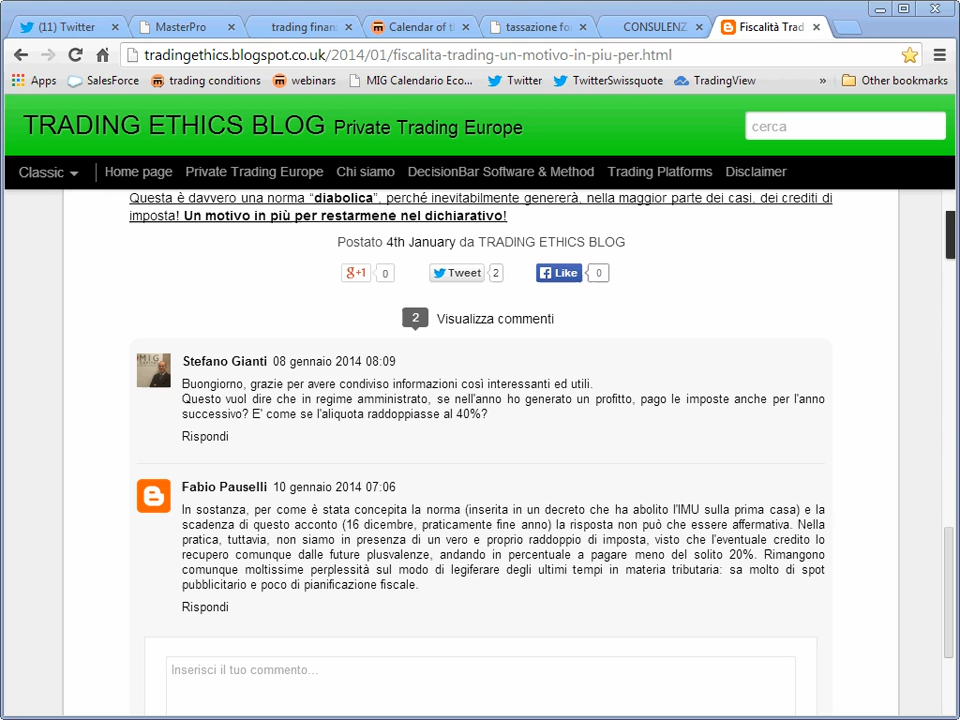 (11) Twitter
MasterPro
trading finan
Calendar of t
tassazione fo
CONSULENZ
Fiscalità Trad
tradingethics.blogspot.co.uk/2014/01/fiscalita-trading-un-motivo-in-piu-per.html
Apps
SalesForce
trading conditions
webinars
MIG Calendario Eco...
Twitter
TwitterSwissquote
TradingView
»
Other bookmarks
TRADING ETHICS BLOG Private Trading Europe
cerca
Classic
Home page
Private Trading Europe
Chi siamo
DecisionBar Software & Method
Trading Platforms
Disclaimer
Questa è davvero una norma “diabolica”, perché inevitabilmente genererà, nella maggior parte dei casi, dei crediti di
imposta! Un motivo in più per restarmene nel dichiarativo!
Postato 4th January da TRADING ETHICS BLOG
g+1 0
Tweet 2
Like 0
2 Visualizza commenti
MIG
Stefano Gianti 08 gennaio 2014 08:09
Buongiorno, grazie per avere condiviso informazioni così interessanti ed utili.
Questo vuol dire che in regime amministrato, se nell'anno ho generato un profitto, pago le imposte anche per l'anno
successivo? E' come se l'aliquota raddoppiasse al 40%?
Rispondi
Fabio Pauselli 10 gennaio 2014 07:06
In sostanza, per come è stata concepita la norma (inserita in un decreto che ha abolito l'IMU sulla prima casa) e la
scadenza di questo acconto (16 dicembre, praticamente fine anno) la risposta non può che essere affermativa. Nella
pratica, tuttavia, non siamo in presenza di un vero e proprio raddoppio di imposta, visto che l'eventuale credito lo
recupero comunque dalle future plusvalenze, andando in percentuale a pagare meno del solito 20%. Rimangono
comunque moltissime perplessità sul modo di legiferare degli ultimi tempi in materia tributaria: sa molto di spot
pubblicitario e poco di pianificazione fiscale.
Rispondi
Inserisci il tuo commento...